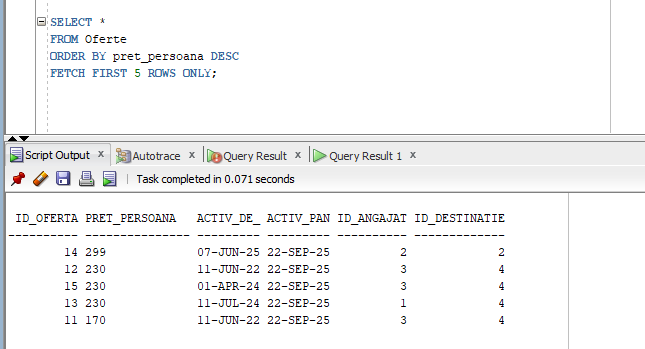 SELECT *
FROM Oferte
ORDER BY pret_persoana DESC
FETCH FIRST 5 ROWS ONLY;
Script Output x Autotrace x Query Result x Query Result 1 x
Task completed in 0.071 seconds
ID_OFERTA PRET_PERSOANA ACTIV_DE_ ACTIV_PAN ID_ANGAJAT ID_DESTINATIE
---------- --------------- --------- --------- ---------- -------------
14 299 07-JUN-25 22-SEP-25 2 2
12 230 11-JUN-22 22-SEP-25 3 4
15 230 01-APR-24 22-SEP-25 3 4
13 230 11-JUL-24 22-SEP-25 1 4
11 170 11-JUN-22 22-SEP-25 3 4